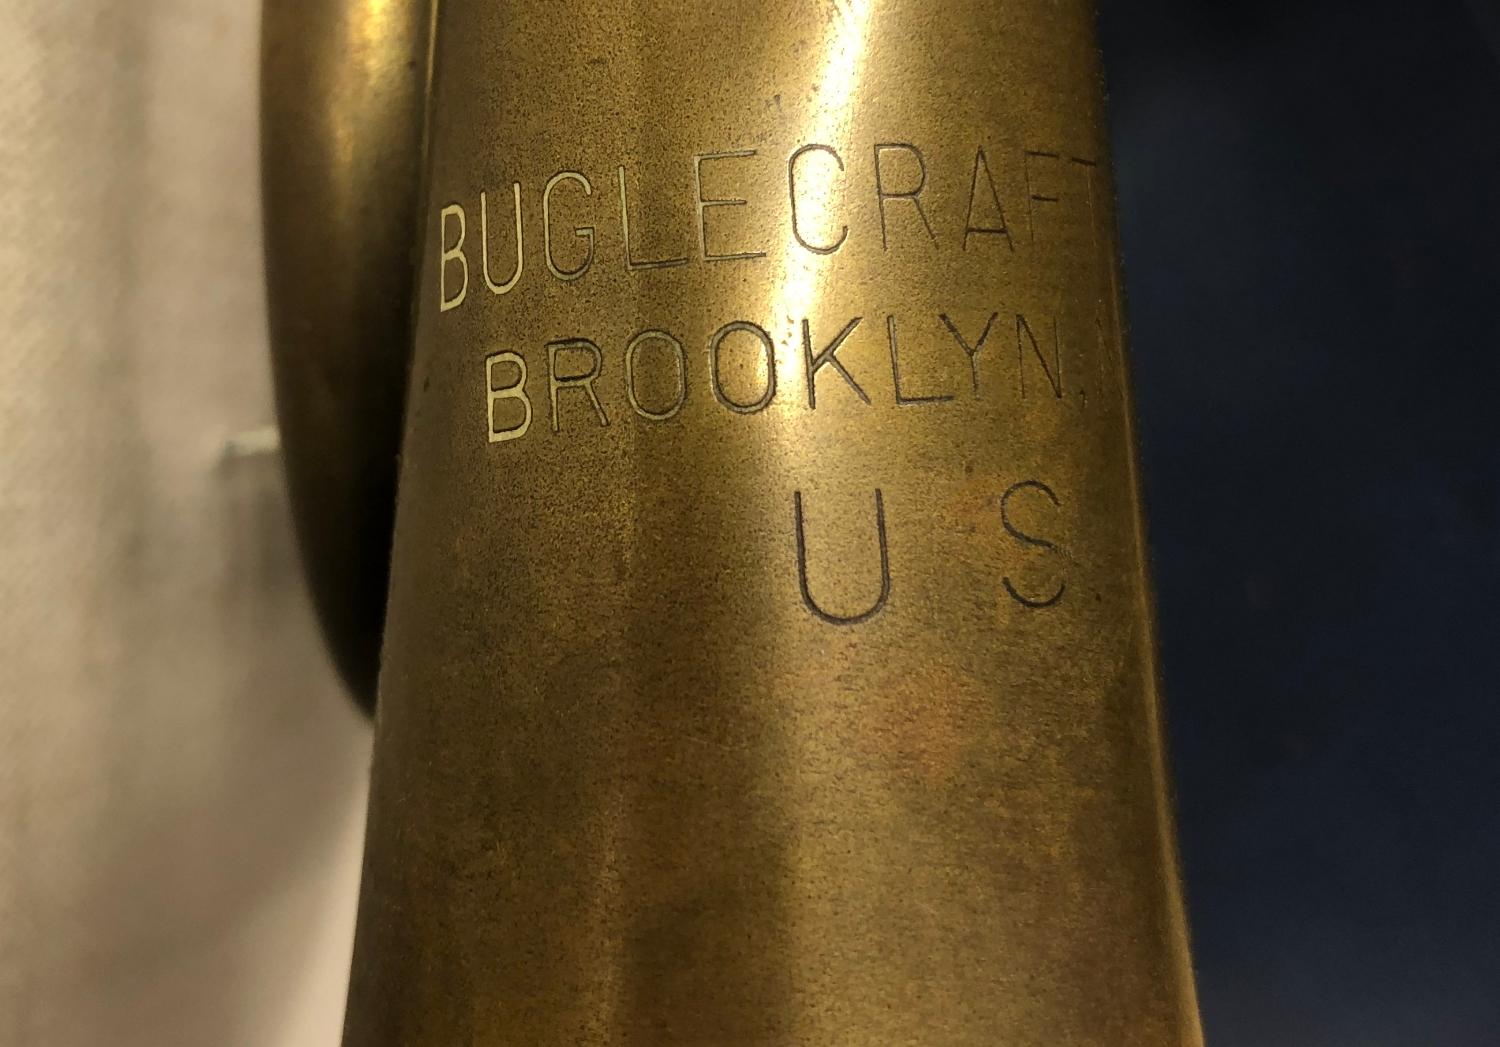 BUGLECRAFT
BROOKLYN,
U S